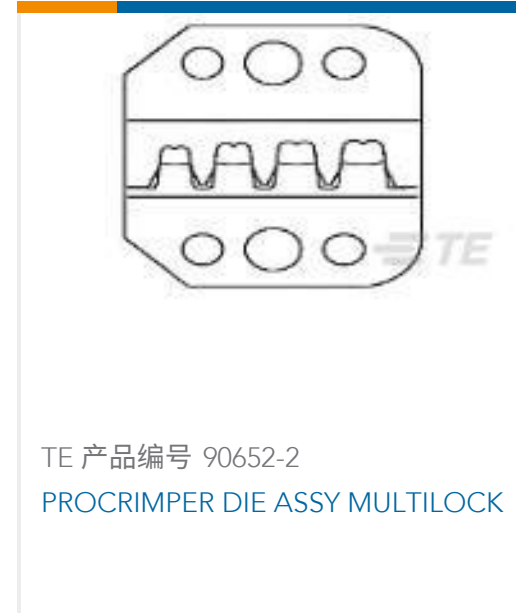 TE
TE 产品编号 90652-2
PROCRIMPER DIE ASSY MULTILOCK